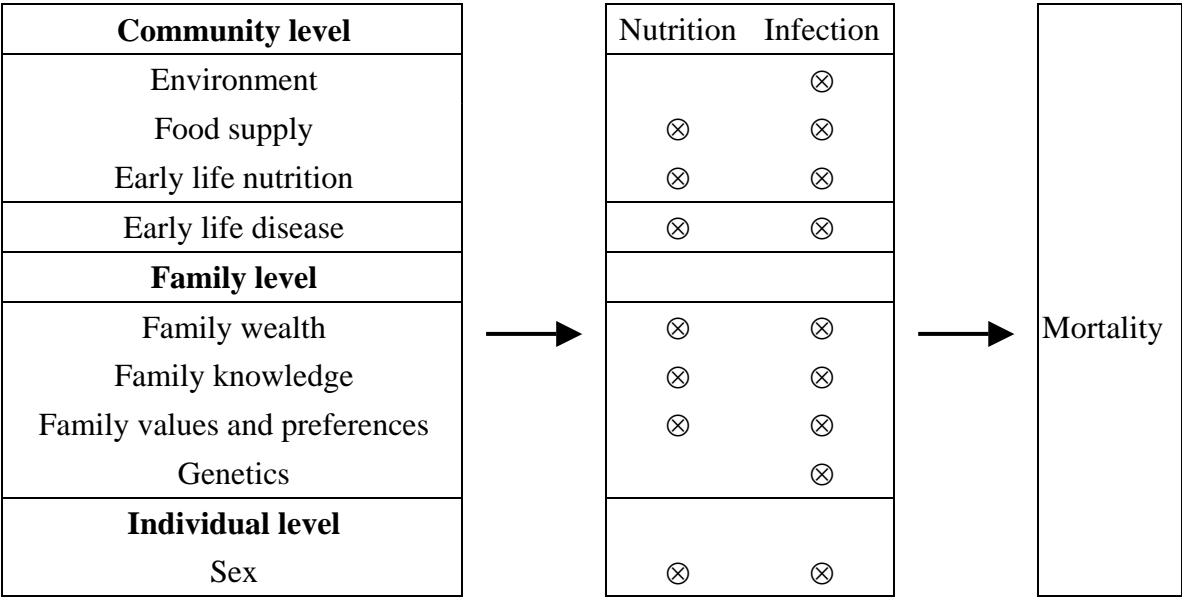 Community level Nutrition Infection
Environment ⊗
Food supply ⊗ ⊗
Early life nutrition ⊗ ⊗
Early life disease ⊗ ⊗
Family level
Family wealth ⊗ ⊗ Mortality
Family knowledge ⊗ ⊗
Family values and preferences ⊗ ⊗
Genetics ⊗
Individual level
Sex ⊗ ⊗